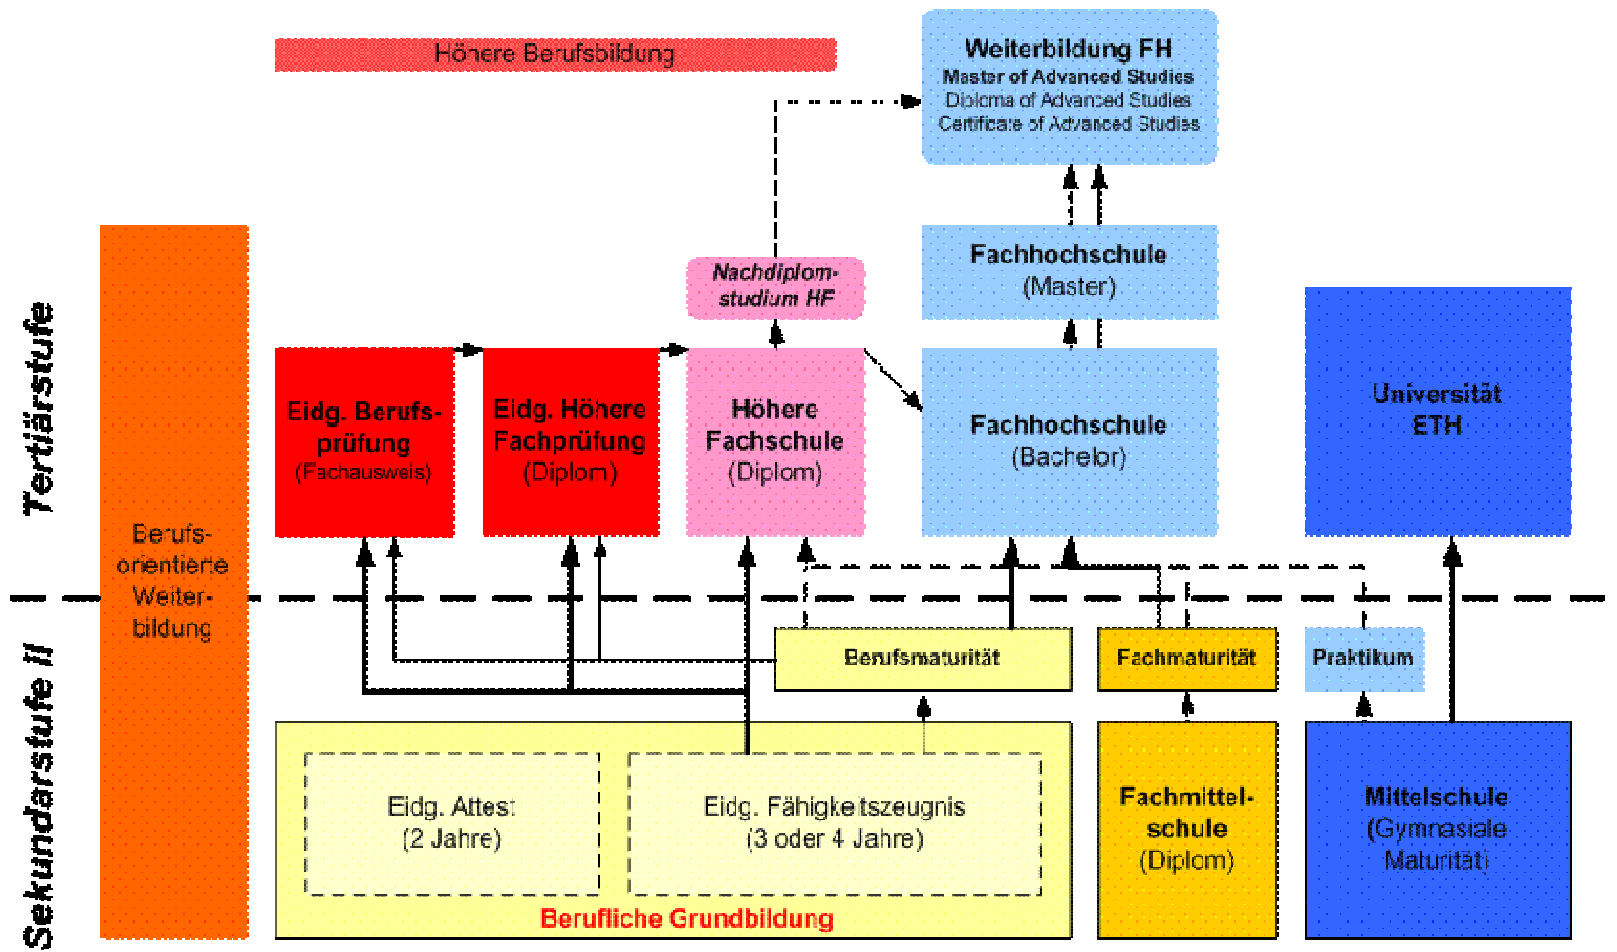 Höhere Berufsbildung
Weiterbildung FH
Master of Advanced Studies
Diploma of Advanced Studies
Certificate of Advanced Studies
Tertiärstufe
Nachdiplom-
studium HF
Fachhochschule
(Master)
Eidg. Berufs-
prüfung
(Fachausweis)
Eidg. Höhere
Fachprüfung
(Diplom)
Höhere
Fachschule
(Diplom)
Fachhochschule
(Bachelor)
Universität
ETH
Berufs-
orientierte
Weiter-
bildung
Sekundarstufe II
Berufsmaturität
Fachmaturität
Praktikum
Eidg. Attest
(2 Jahre)
Eidg. Fähigkeitszeugnis
(3 oder 4 Jahre)
Berufliche Grundbildung
Fachmittel-
schule
(Diplom)
Mittelschule
(Gymnasiale
Maturität)